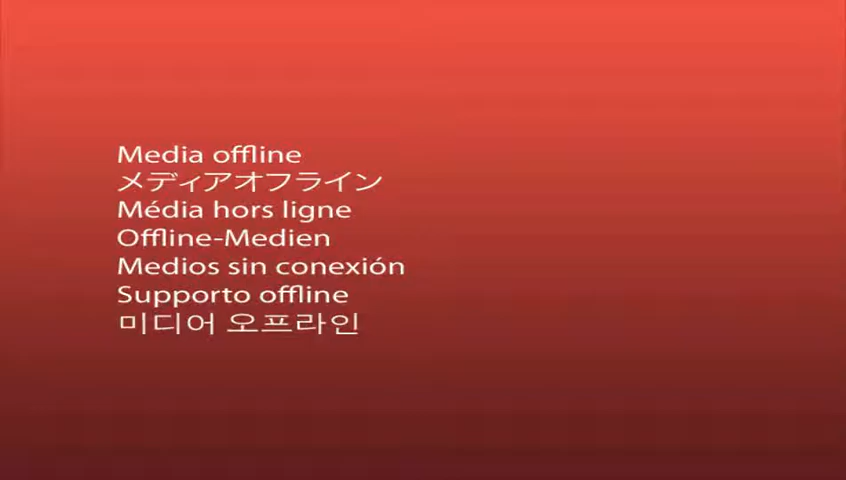 Media offline
メディアオフライン
Média hors ligne
Offline-Medien
Medios sin conexión
Supporto offline
미디어 오프라인